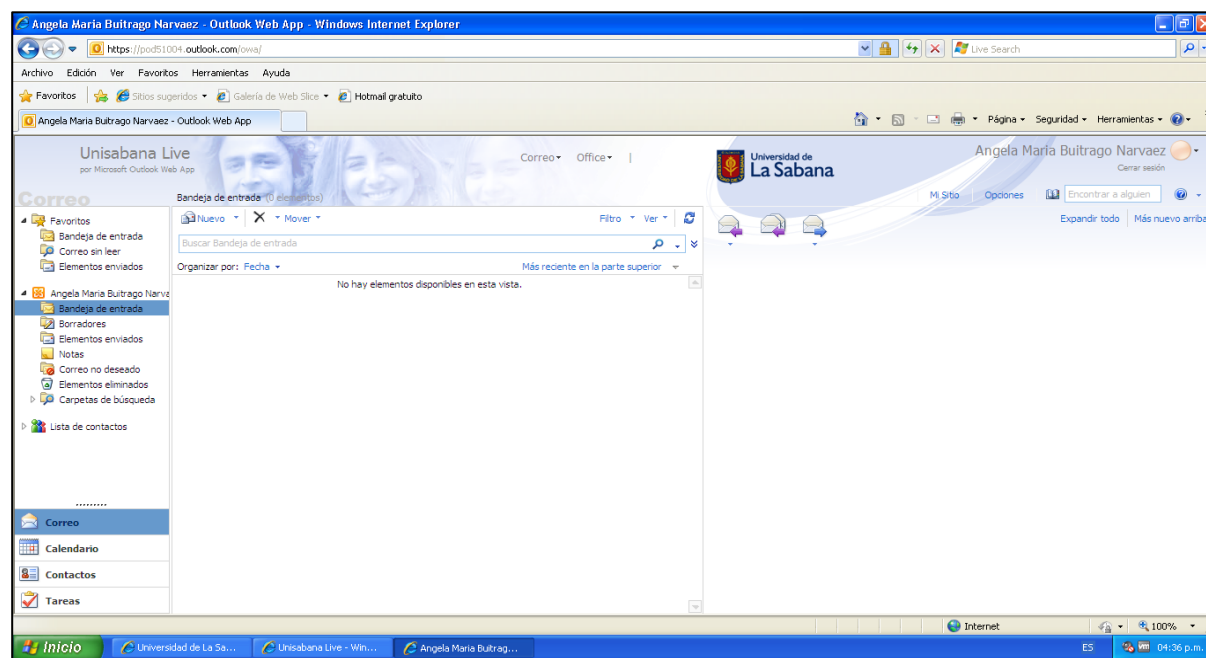 Angela Maria Buitrago Narvaez - Outlook Web App - Windows Internet Explorer
https://pod51004.outlook.com/owa/
Live Search
Archivo Edición Ver Favoritos Herramientas Ayuda
Favoritos Sitios sugeridos Galería de Web Slice Hotmail gratuito
Angela Maria Buitrago Narvaez - Outlook Web App
Página Seguridad Herramientas
Unisabana Live
por Microsoft Outlook Web App
Correo Office |
Universidad de
La Sabana
Angela Maria Buitrago Narvaez
Cerrar sesión
Correo
Bandeja de entrada (0 elementos)
Mi Sitio Opciones Encontrar a alguien
Favoritos
Bandeja de entrada
Correo sin leer
Elementos enviados
Angela Maria Buitrago Narva
Bandeja de entrada
Borradores
Elementos enviados
Notas
Correo no deseado
Elementos eliminados
Carpetas de búsqueda
Lista de contactos
Correo
Calendario
Contactos
Tareas
Nuevo Mover Filtro Ver
Buscar Bandeja de entrada
Organizar por: Fecha Más reciente en la parte superior
No hay elementos disponibles en esta vista.
Expandir todo Más nuevo arriba
Internet 100%
Inicio Universidad de La Sa... Unisabana Live - Win... Angela Maria Buitrag... ES 04:36 p.m.